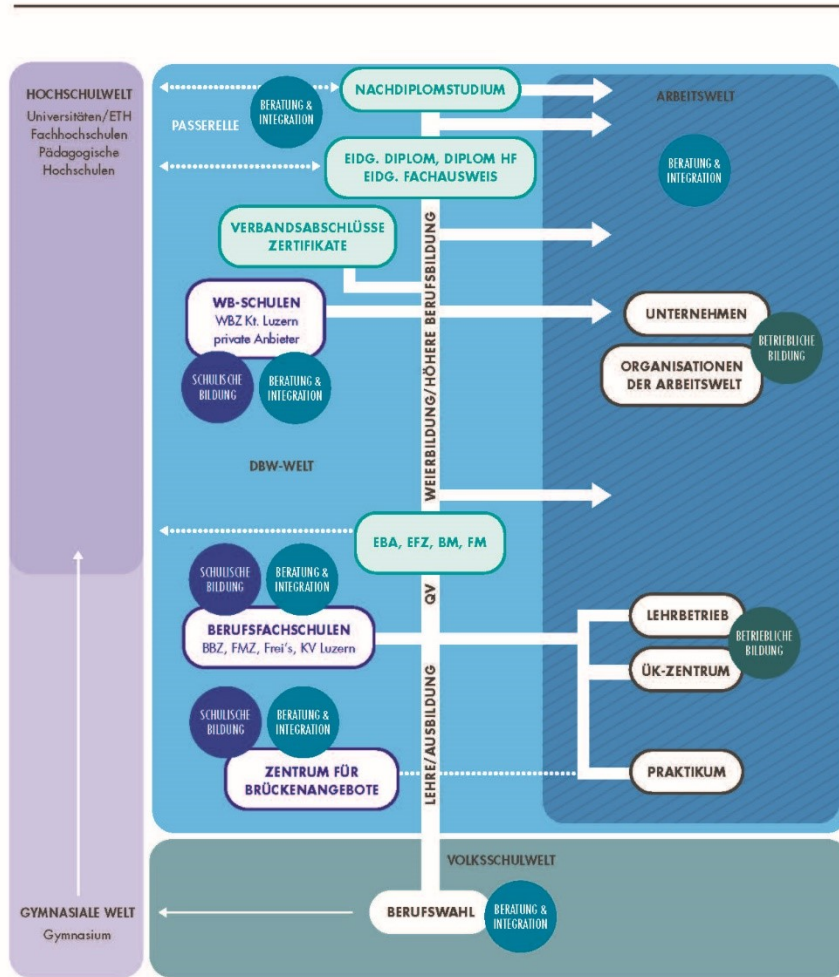 HOCHSCHULWELT
Universitäten/ETH
Fachhochschulen
Pädagogische
Hochschulen
NACHDIPLOMSTUDIUM
ARBEITSWELT
BERATUNG &
INTEGRATION
PASSERELLE
EIDG. DIPLOM, DIPLOM HF
EIDG. FACHAUSWEIS
BERATUNG &
INTEGRATION
VERBANDSABSCHLÜSSE
ZERTIFIKATE
WB-SCHULEN
WBZ Kt. Luzern
private Anbieter
SCHULISCHE
BILDUNG
BERATUNG &
INTEGRATION
WEIERBILDUNG/HÖHERE BERUFSBILDUNG
UNTERNEHMEN
BETRIEBLICHE
BILDUNG
ORGANISATIONEN
DER ARBEITSWELT
DBW-WELT
EBA, EFZ, BM, FM
SCHULISCHE
BILDUNG
BERATUNG &
INTEGRATION
QV
BERUFSFACHSCHULEN
BBZ, FMZ, Frei's, KV Luzern
LEHRBETRIEB
BETRIEBLICHE
BILDUNG
ÜK-ZENTRUM
SCHULISCHE
BILDUNG
BERATUNG &
INTEGRATION
LEHRE/AUSBILDUNG
ZENTRUM FÜR
BRÜCKENANGEBOTE
PRAKTIKUM
VOLKSSCHULWELT
GYMNASIALE WELT
Gymnasium
BERUFSWAHL
BERATUNG &
INTEGRATION